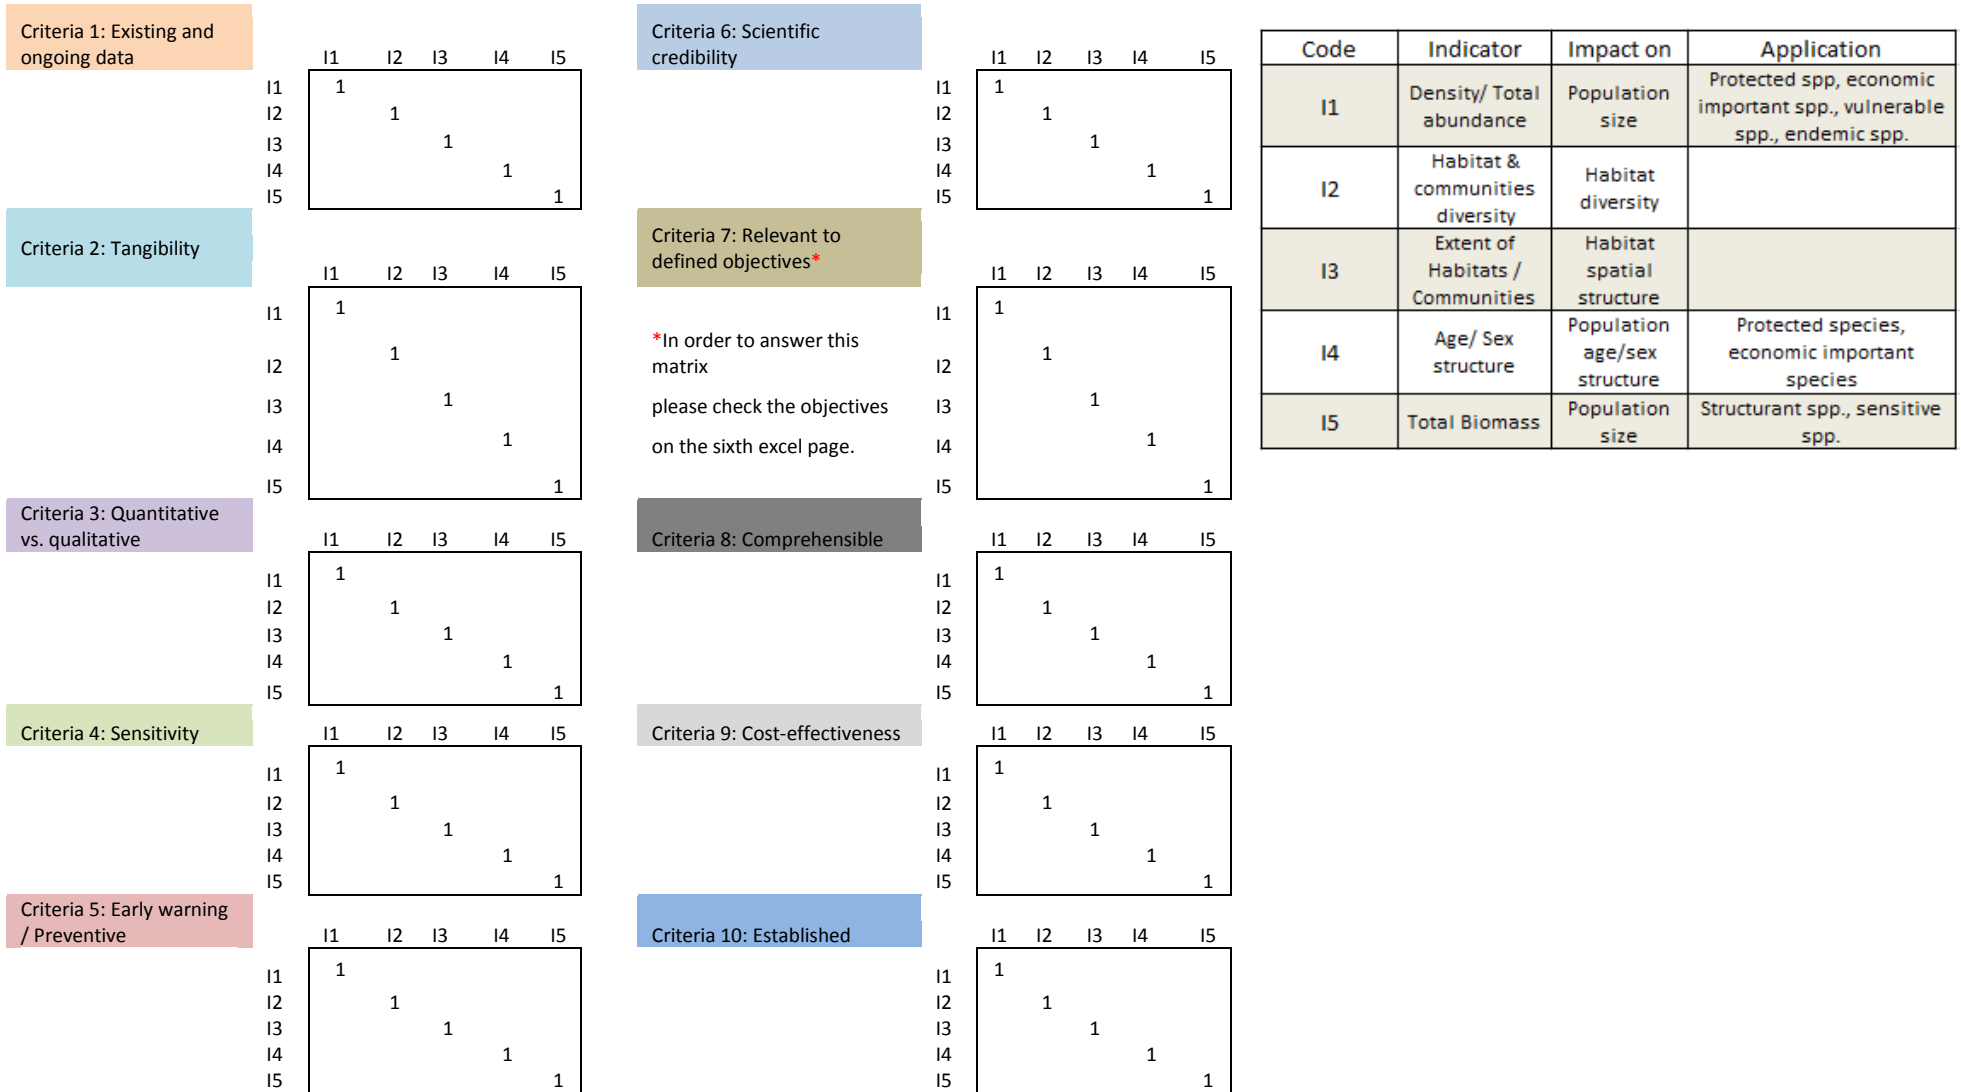 Criteria 1: Existing and
ongoing data
I1 I2 I3 I4 I5
I1 1
I2 1
I3 1
I4 1
I5 1
Criteria 2: Tangibility
I1 I2 I3 I4 I5
I1 1
I2 1
I3 1
I4 1
I5 1
Criteria 3: Quantitative
vs. qualitative
I1 I2 I3 I4 I5
I1 1
I2 1
I3 1
I4 1
I5 1
Criteria 4: Sensitivity
I1 I2 I3 I4 I5
I1 1
I2 1
I3 1
I4 1
I5 1
Criteria 5: Early warning
/ Preventive
I1 I2 I3 I4 I5
I1 1
I2 1
I3 1
I4 1
I5 1
Criteria 6: Scientific
credibility
I1 I2 I3 I4 I5
I1 1
I2 1
I3 1
I4 1
I5 1
Criteria 7: Relevant to
defined objectives*
I1 I2 I3 I4 I5
*In order to answer this
matrix
please check the objectives
on the sixth excel page.
I1 1
I2 1
I3 1
I4 1
I5 1
Criteria 8: Comprehensible
I1 I2 I3 I4 I5
I1 1
I2 1
I3 1
I4 1
I5 1
Criteria 9: Cost-effectiveness
I1 I2 I3 I4 I5
I1 1
I2 1
I3 1
I4 1
I5 1
Criteria 10: Established
I1 I2 I3 I4 I5
I1 1
I2 1
I3 1
I4 1
I5 1
Code Indicator Impact on Application
I1
Density/ Total
abundance
Population
size
Protected spp, economic
important spp., vulnerable
spp., endemic spp.
I2
Habitat &
communities
diversity
Habitat
diversity
I3
Extent of
Habitats /
Communities
Habitat
spatial
structure
I4
Age/ Sex
structure
Population
age/sex
structure
Protected species,
economic important
species
I5
Total Biomass
Population
size
Structurant spp., sensitive
spp.